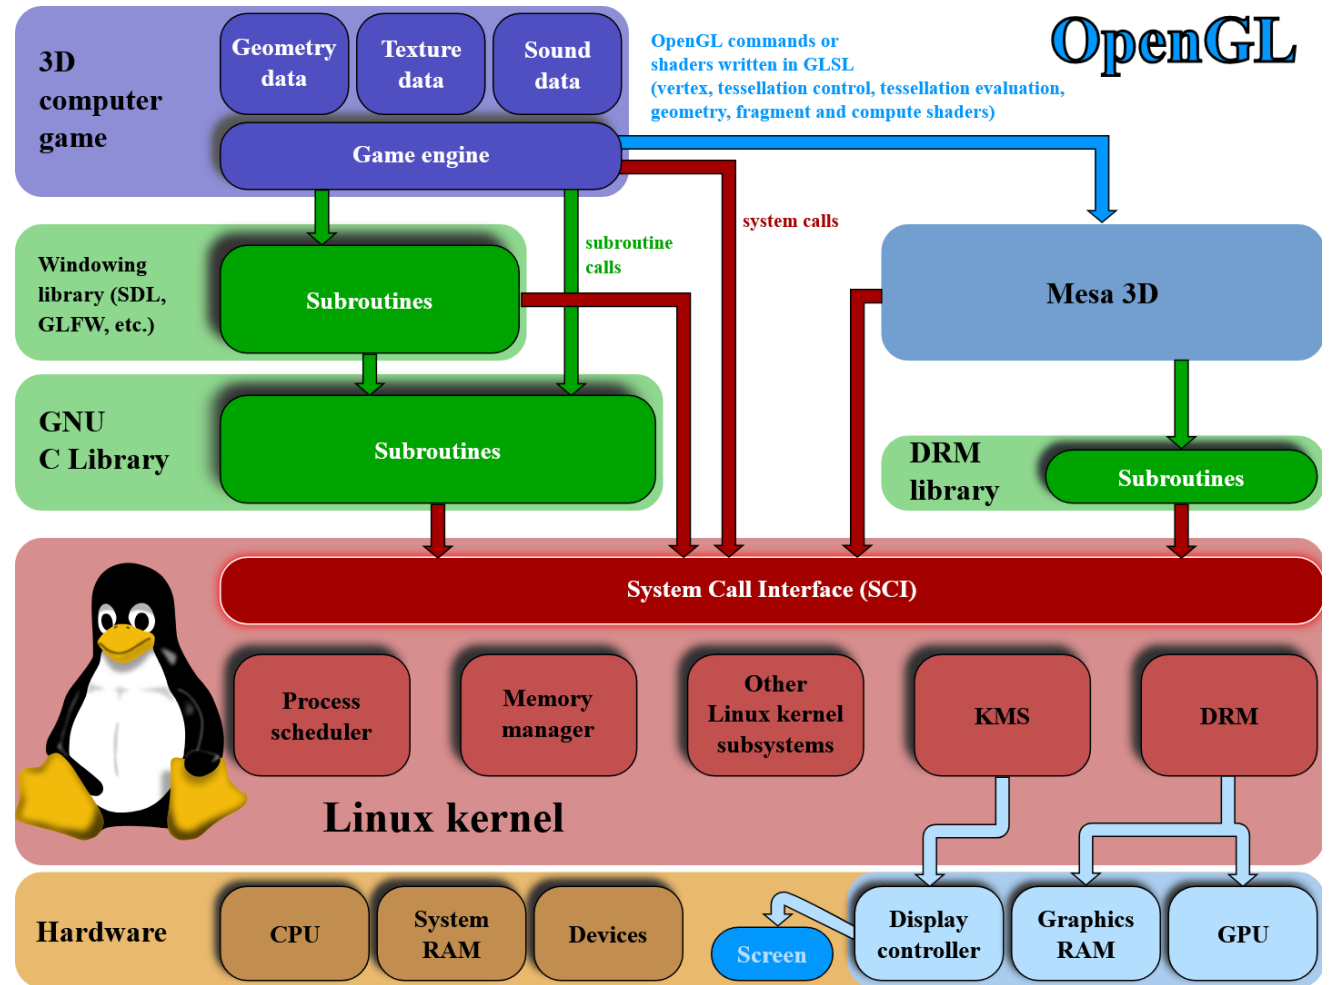 3D
computer
game
Geometry
data
Texture
data
Sound
data
Game engine
OpenGL commands or
shaders written in GLSL
(vertex, tessellation control, tessellation evaluation,
geometry, fragment and compute shaders)
OpenGL
system calls
subroutine
calls
Windowing
library (SDL,
GLFW, etc.)
Subroutines
Mesa 3D
GNU
C Library
Subroutines
DRM
library
Subroutines
System Call Interface (SCI)
Process
scheduler
Memory
manager
Other
Linux kernel
subsystems
KMS
DRM
Linux kernel
Hardware
CPU
System
RAM
Devices
Screen
Display
controller
Graphics
RAM
GPU